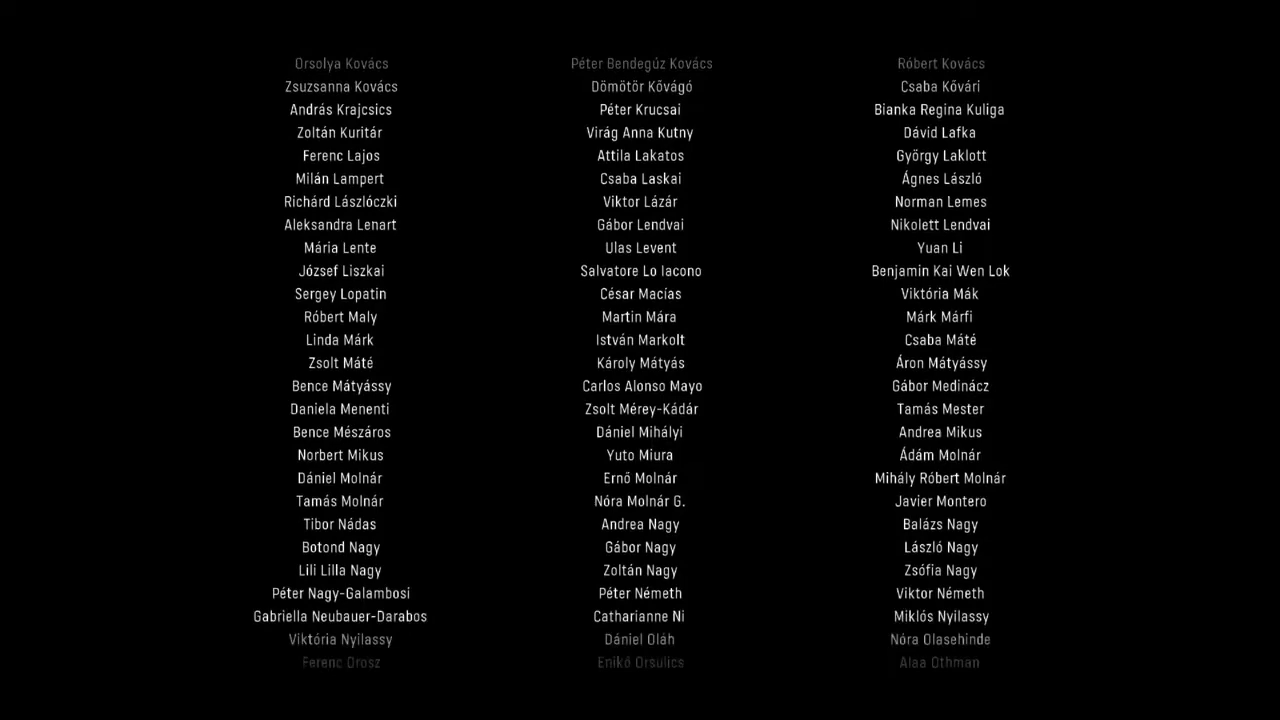 Orsolya Kovács Péter Bendegúz Kovács Róbert Kovács
Zsuzsanna Kovács Dömötör Kővágó Csaba Kővári
András Krajcsics Péter Krucsai Bianka Regina Kuliga
Zoltán Kuritár Virág Anna Kutny Dávid Lafka
Ferenc Lajos Attila Lakatos György Laklott
Milán Lampert Csaba Laskai Ágnes László
Richárd Lászlóczki Viktor Lázár Norman Lemes
Aleksandra Lenart Gábor Lendvai Nikolett Lendvai
Mária Lente Ulas Levent Yuan Li
József Liszkai Salvatore Lo Iacono Benjamin Kai Wen Lok
Sergey Lopatin César Macías Viktória Mák
Róbert Maly Martin Mára Márk Márfi
Linda Márk István Markolt Csaba Máté
Zsolt Máté Károly Mátyás Áron Mátyássy
Bence Mátyássy Carlos Alonso Mayo Gábor Medinácz
Daniela Menenti Zsolt Mérey-Kádár Tamás Mester
Bence Mészáros Dániel Mihályi Andrea Mikus
Norbert Mikus Yuto Miura Ádám Molnár
Dániel Molnár Ernő Molnár Mihály Róbert Molnár
Tamás Molnár Nóra Molnár G. Javier Montero
Tibor Nádas Andrea Nagy Balázs Nagy
Botond Nagy Gábor Nagy László Nagy
Lili Lilla Nagy Zoltán Nagy Zsófia Nagy
Péter Nagy-Galambosi Péter Németh Viktor Németh
Gabriella Neubauer-Darabos Catharianne Ni Miklós Nyilassy
Viktória Nyilassy Dániel Oláh Nóra Olasehinde
Ferenc Orosz Enikő Orsulics Alaa Othman